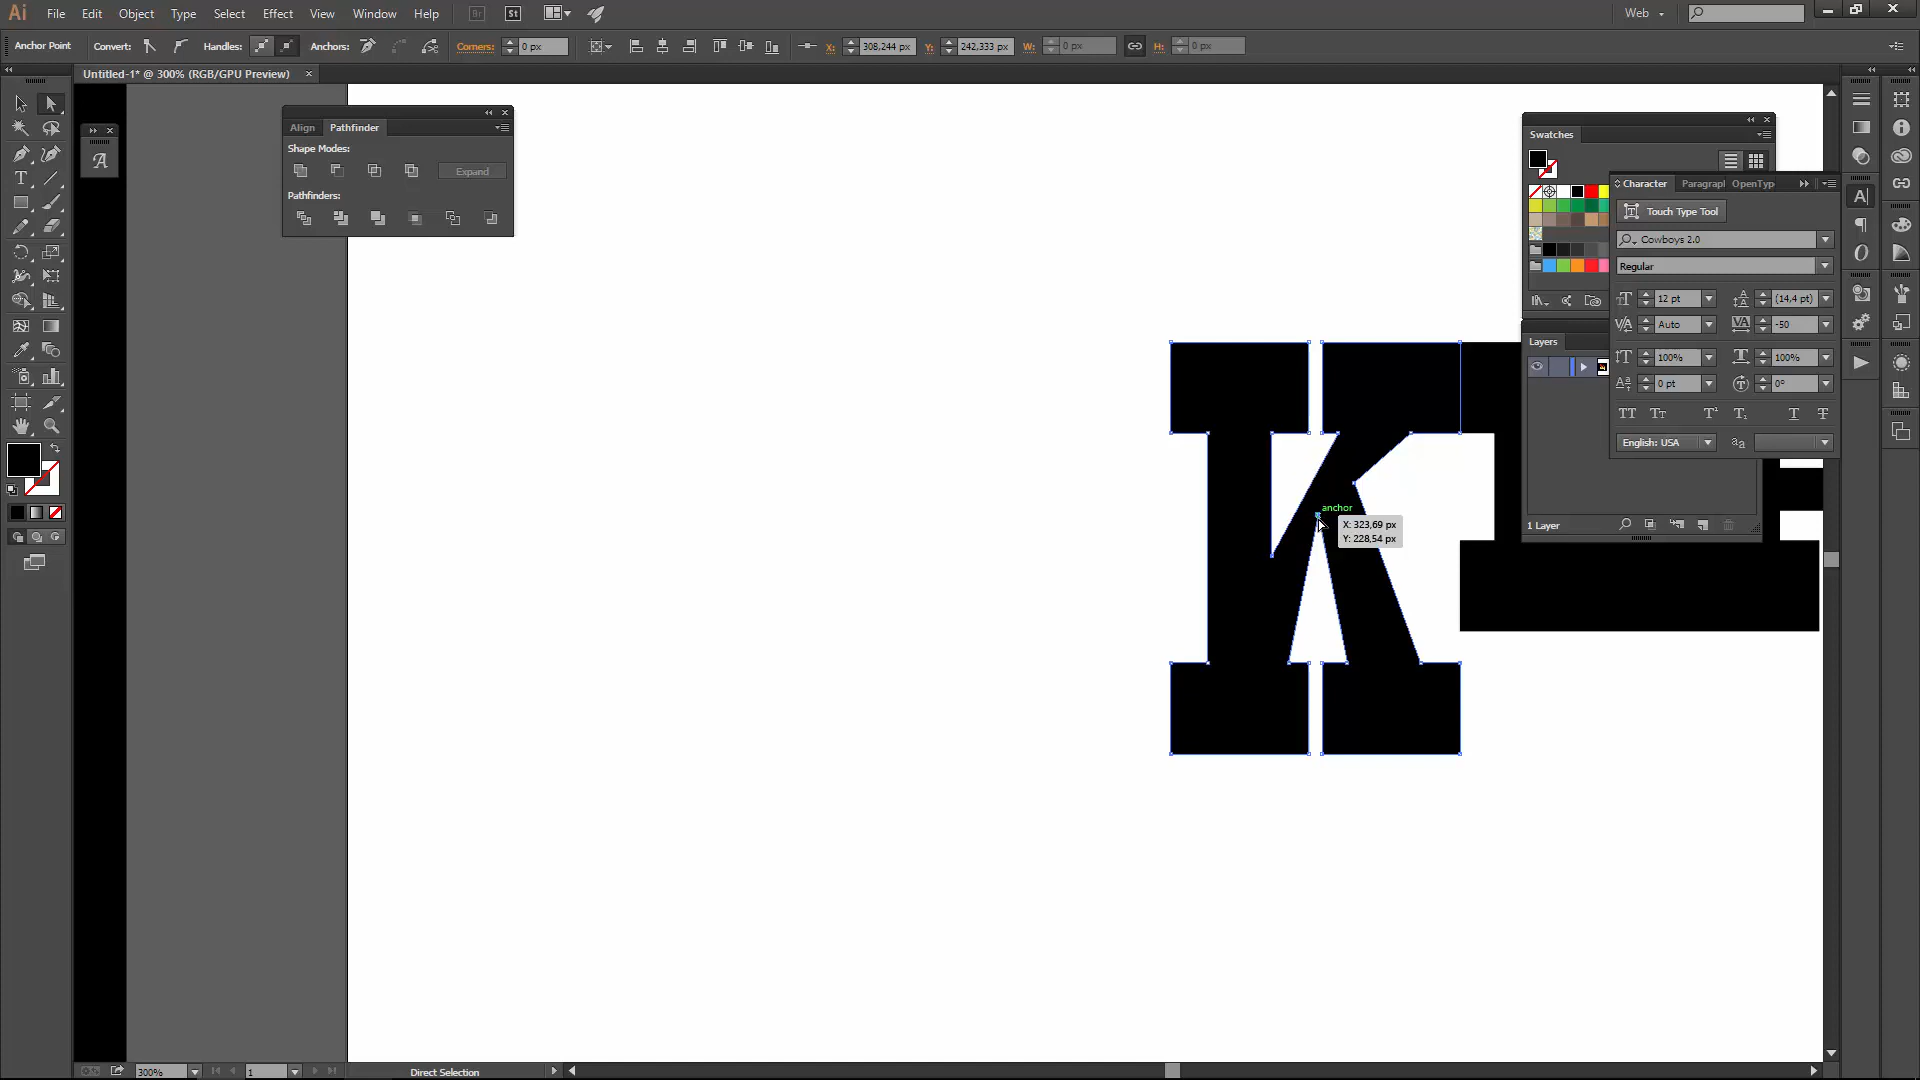 Ai File Edit Object Type Select Effect View Window Help Br St Web
Anchor Point Convert: Handles: Anchors: Corners: 0 px X: 308,244 px Y: 242,333 px W: 0 px H: 0 px
Untitled-1* @ 300% (RGB/GPU Preview)
Align Pathfinder
Shape Modes:
Expand
Pathfinders:
Swatches
Character Paragraph OpenTyp
Touch Type Tool
Cowboys 2.0
Regular
12 pt (14,4 pt)
Auto -50
100% 100%
0 pt 0°
English: USA
Layers
1 Layer
K
anchor
X: 323,69 px
Y: 228,54 px
300% 1 Direct Selection